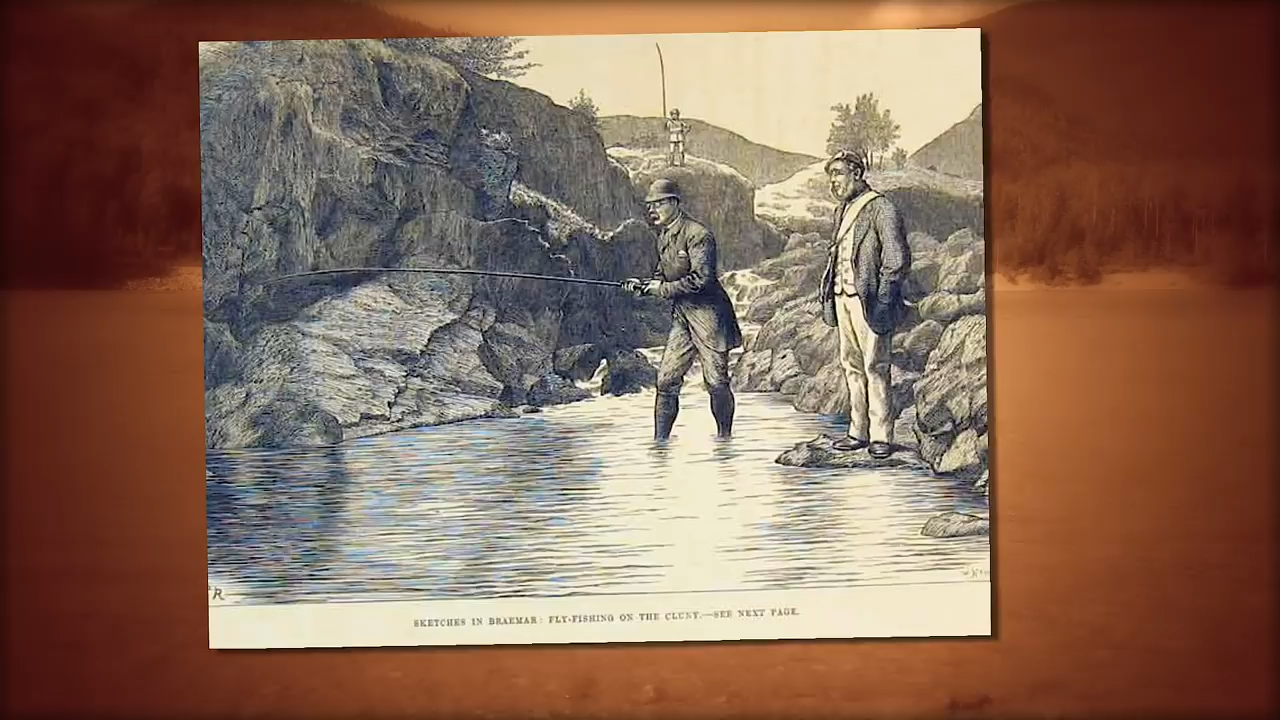 SKETCHES IN BRAEMAR: FLY-FISHING ON THE CLUNY.—SEE NEXT PAGE.
R